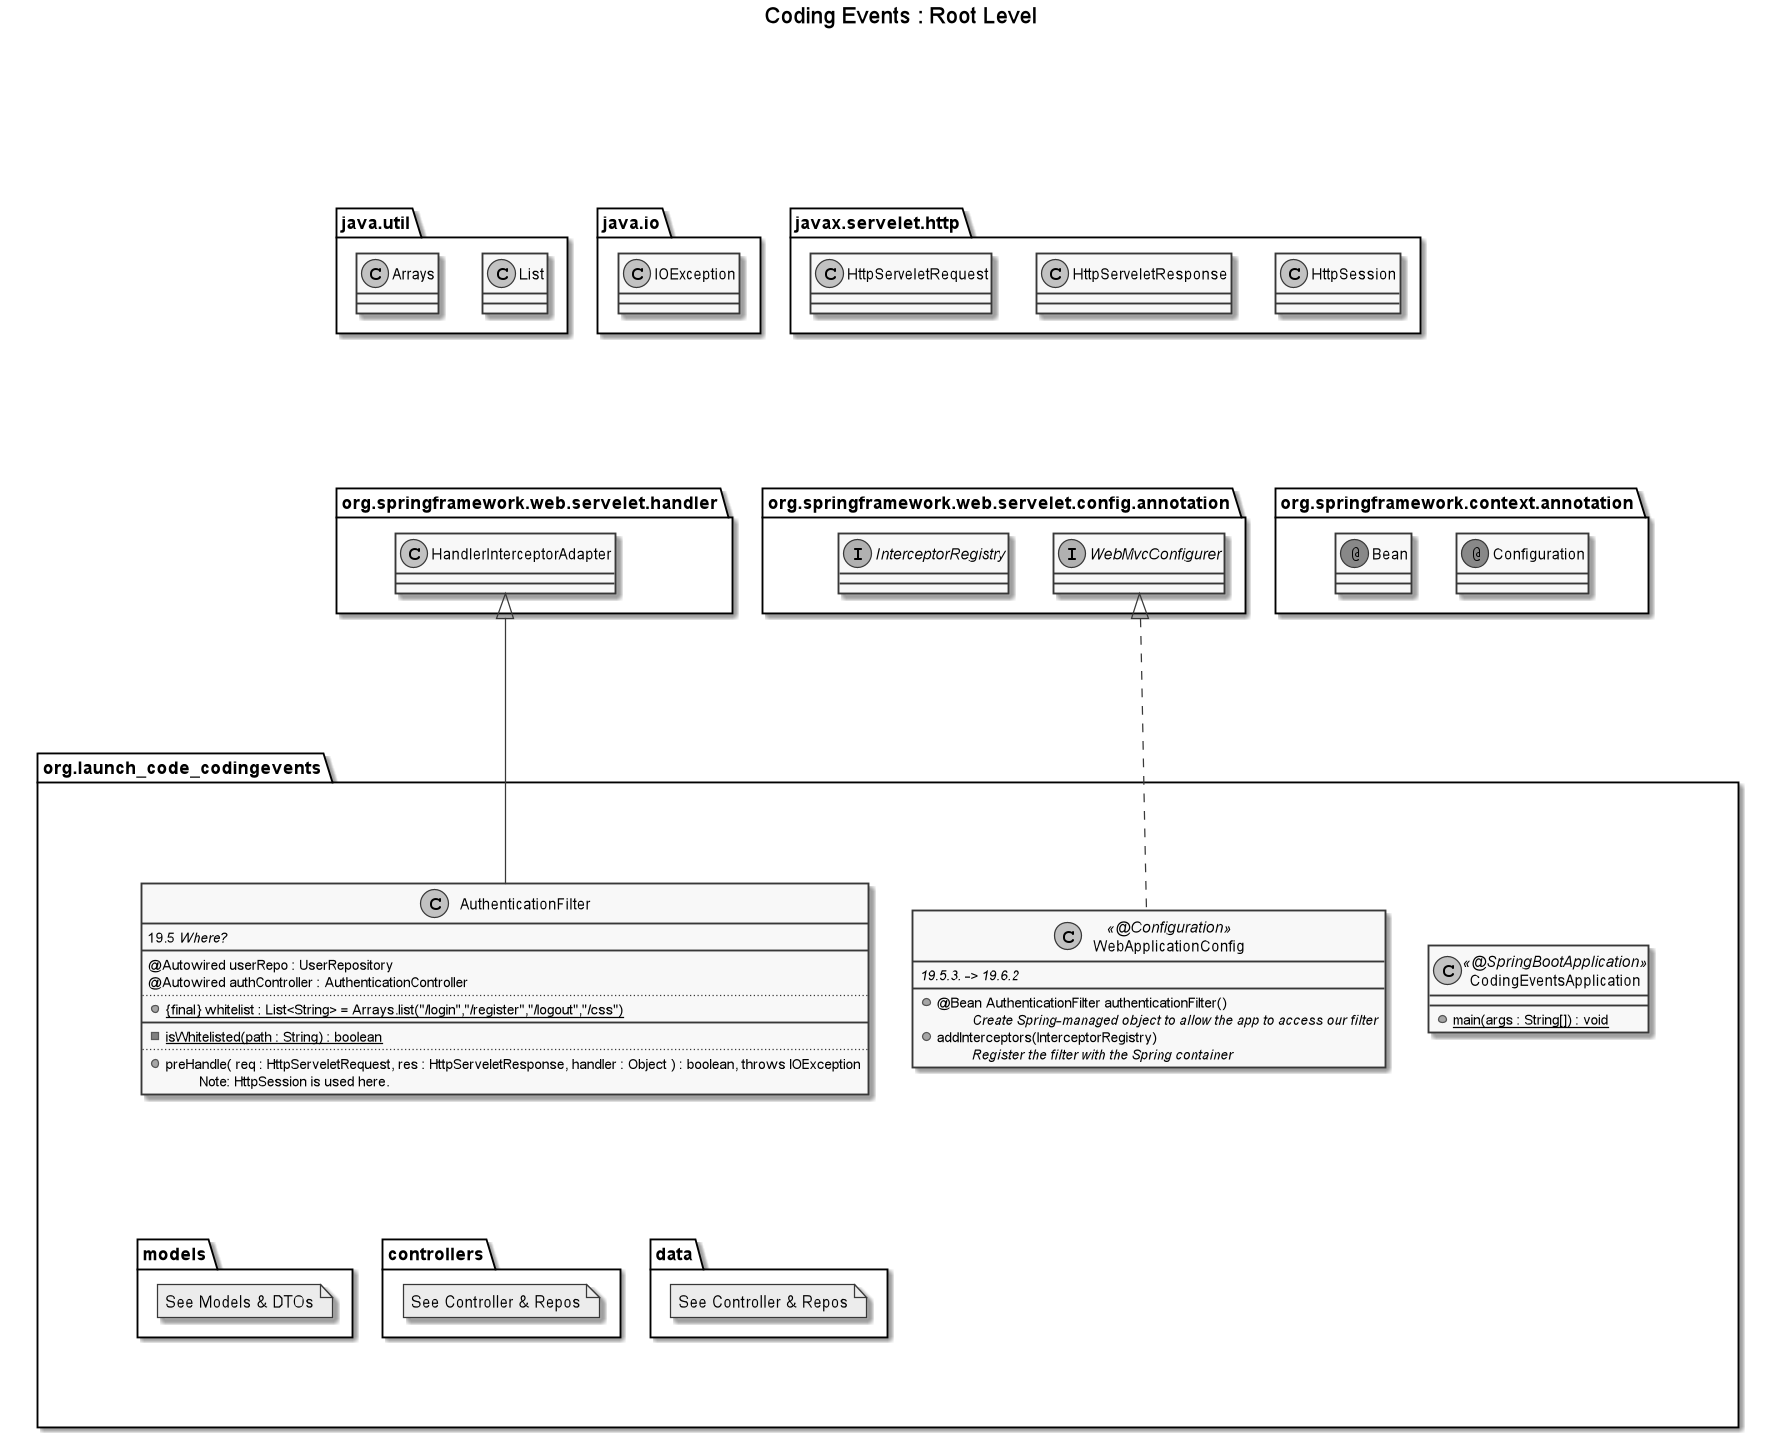 Coding Events : Root Level
java.util
C Arrays
C List
java.io
C IOException
javax.servelet.http
C HttpServeletRequest
C HttpServeletResponse
C HttpSession
org.springframework.web.servelet.handler
C HandlerInterceptorAdapter
org.springframework.web.servelet.config.annotation
I InterceptorRegistry
I WebMvcConfigurer
org.springframework.context.annotation
@ Bean
@ Configuration
org.launch_code_codingevents
C AuthenticationFilter
19.5 Where?
@Autowired userRepo : UserRepository
@Autowired authController : AuthenticationController
{final} whitelist : List<String> = Arrays.list("/login","/register","/logout","/css")
isWhitelisted(path : String) : boolean
preHandle( req : HttpServeletRequest, res : HttpServeletResponse, handler : Object ) : boolean, throws IOException
Note: HttpSession is used here.
C «@Configuration»
WebApplicationConfig
19.5.3. -> 19.6.2
@Bean AuthenticationFilter authenticationFilter()
Create Spring-managed object to allow the app to access our filter
addInterceptors(InterceptorRegistry)
Register the filter with the Spring container
C «@SpringBootApplication»
CodingEventsApplication
main(args : String[]) : void
models
See Models & DTOs
controllers
See Controller & Repos
data
See Controller & Repos